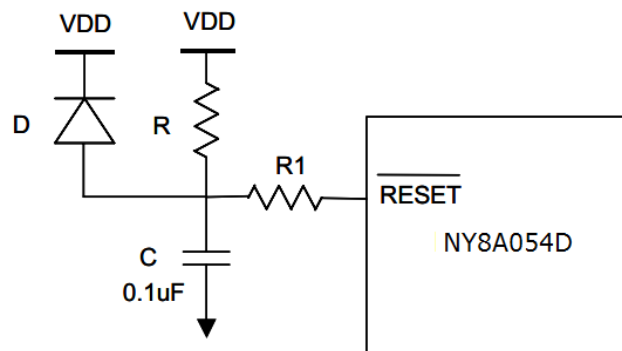 VDD
VDD
D
R
R1
RESET
NY8A054D
C
0.1uF